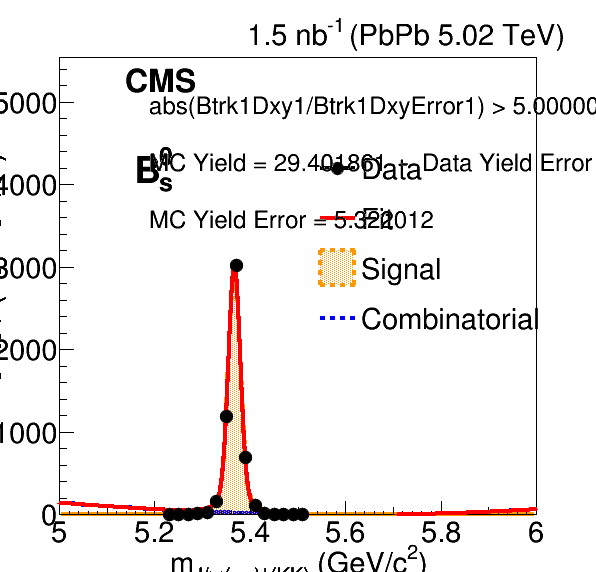 1.5 nb⁻¹ (PbPb 5.02 TeV)
CMS
abs(Btrk1Dxy1/Btrk1DxyError1) > 5.00000
B⁰s
MC Yield = 29.401861
Data Yield Error
MC Yield Error = 5.322012
Data
Fit
Signal
Combinatorial
5000
4000
3000
2000
1000
0
5 5.2 5.4 5.6 5.8 6
(GeV/c²)